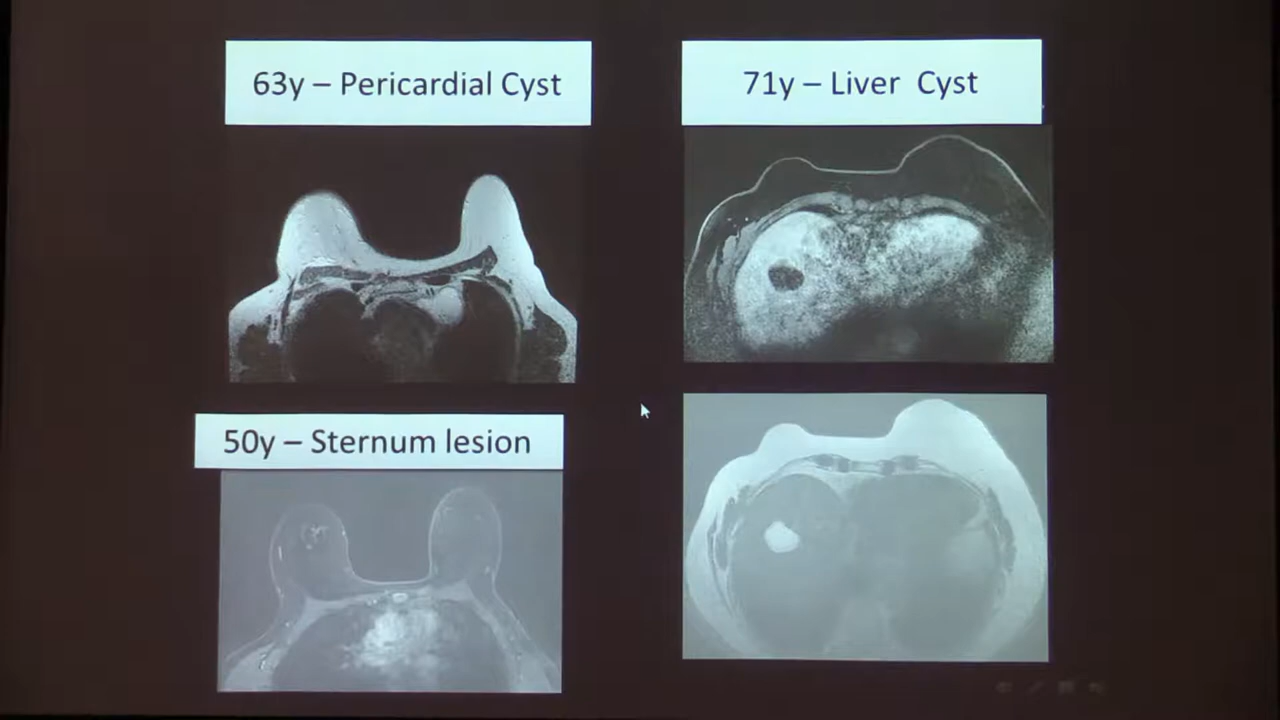 63y – Pericardial Cyst
71y – Liver Cyst
50y – Sternum lesion